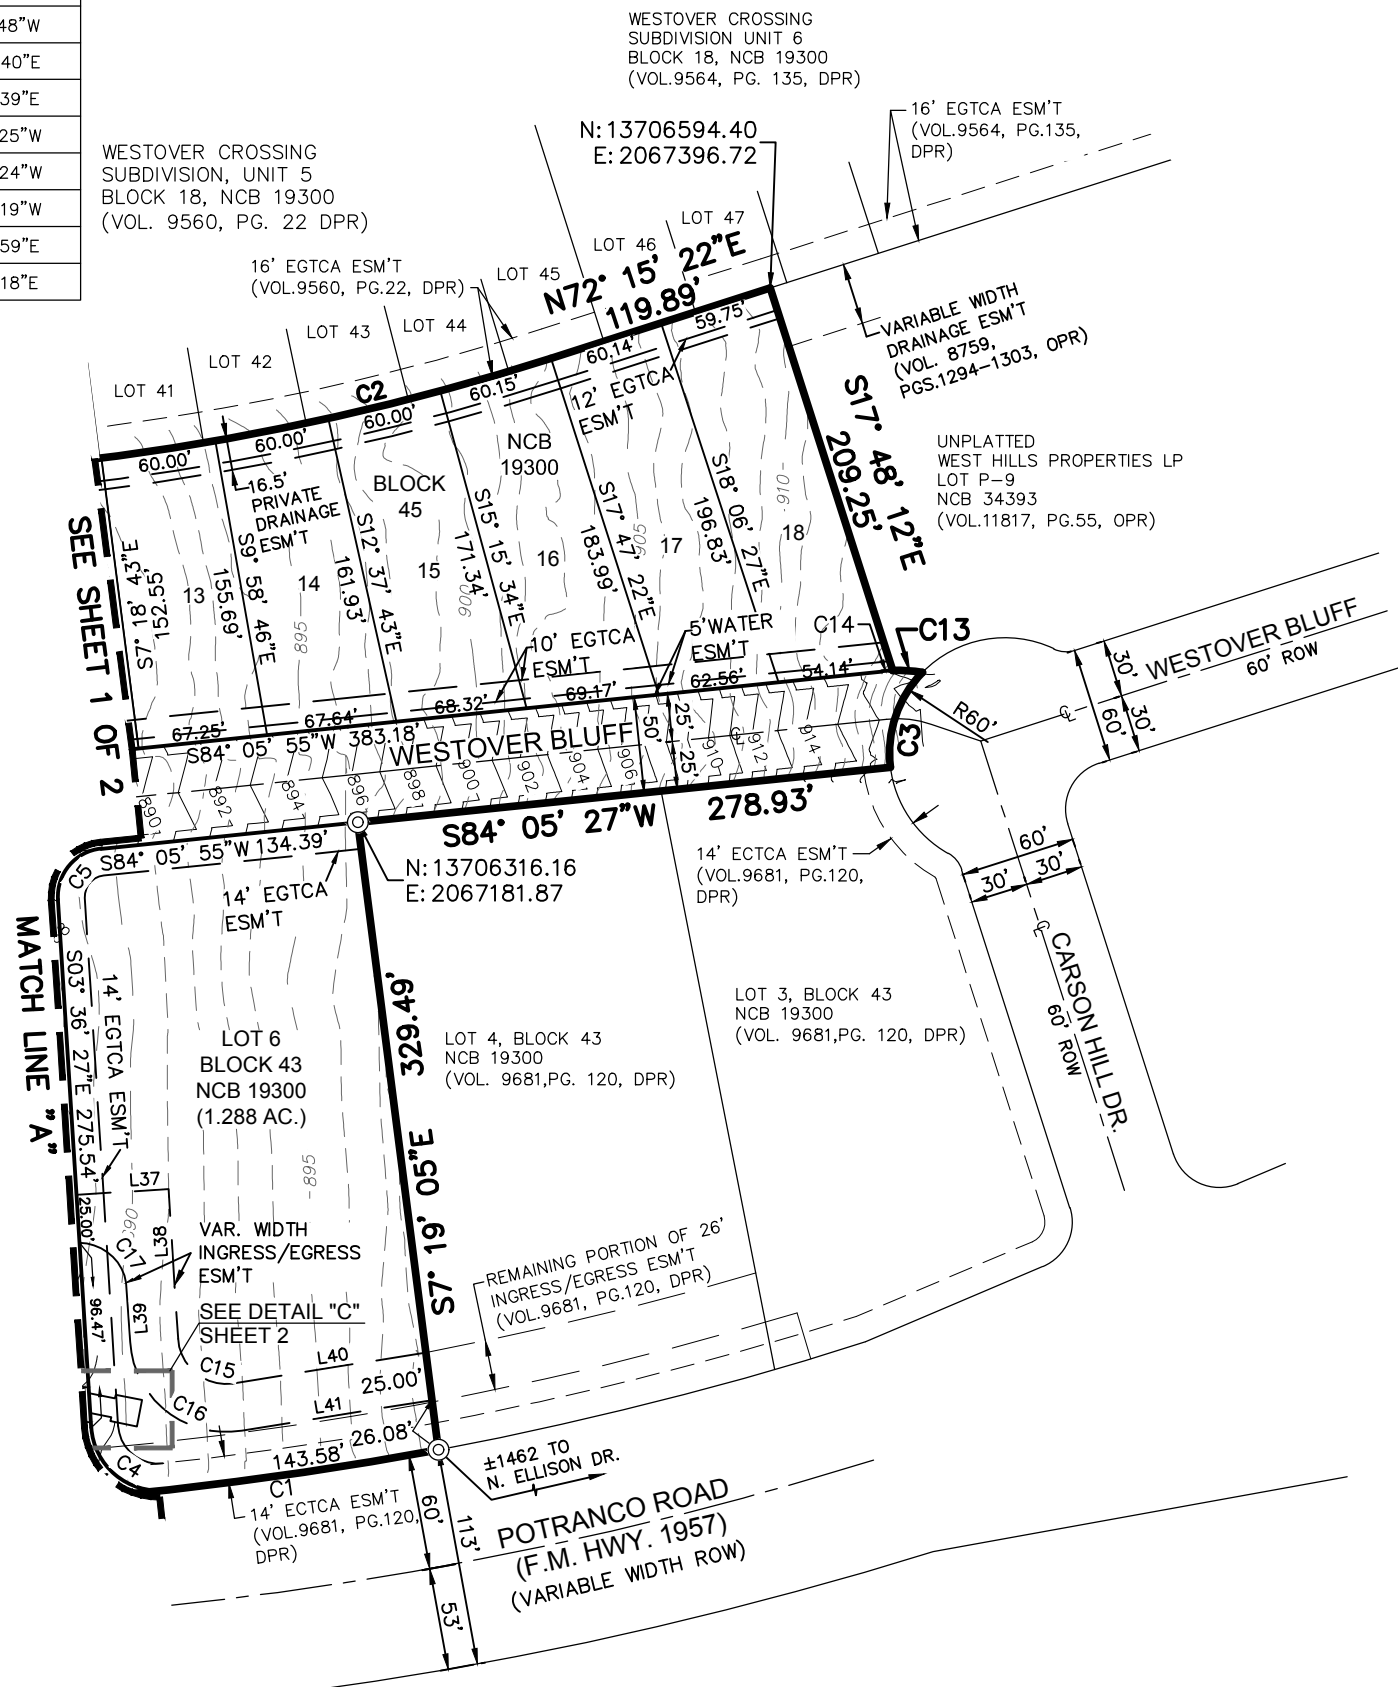 48"W
40"E
39"E
25"W
24"W
19"W
59"E
18"E
WESTOVER CROSSING
SUBDIVISION UNIT 6
BLOCK 18, NCB 19300
(VOL.9564, PG. 135, DPR)
N: 13706594.40
E: 2067396.72
16' EGTCA ESM'T
(VOL.9564, PG.135,
DPR)
WESTOVER CROSSING
SUBDIVISION, UNIT 5
BLOCK 18, NCB 19300
(VOL. 9560, PG. 22 DPR)
16' EGTCA ESM'T
(VOL.9560, PG.22, DPR)
LOT 41
LOT 42
LOT 43
LOT 44
LOT 45
LOT 46
LOT 47
N72° 15' 22"E
119.89'
C2
60.00'
60.00'
60.00'
60.15'
60.14'
59.75'
VARIABLE WIDTH
DRAINAGE ESM'T
(VOL. 8759,
PGS.1294-1303, OPR)
S17° 48' 12"E
209.25'
UNPLATTED
WEST HILLS PROPERTIES LP
LOT P-9
NCB 34393
(VOL.11817, PG.55, OPR)
12' EGTCA
ESM'T
NCB
19300
BLOCK
45
16.5'
PRIVATE
DRAINAGE
ESM'T
SEE SHEET 1 OF 2
S7° 18' 43"E
152.55'
13
155.69'
S9° 58' 46"E
14
895
161.93'
S12° 37' 43"E
15
900
171.34'
S15° 15' 34"E
16
183.99'
S17° 47' 22"E
905
17
196.83'
S18° 06' 27"E
910
18
10' EGTCA
ESM'T
5'WATER
ESM'T
C14
C13
67.25'
67.64'
68.32'
69.17'
62.56'
54.14'
S84° 05' 55"W 383.18'
WESTOVER BLUFF
50'
25'
25'
890
892
894
896
898
900
902
904
906
910
912
914
C3
R60'
WESTOVER BLUFF
60' ROW
30'
60'
30'
S84° 05' 27"W
278.93'
S84° 05' 55"W 134.39'
C5
14' EGTCA
ESM'T
N: 13706316.16
E: 2067181.87
14' ECTCA ESM'T
(VOL.9681, PG.120,
DPR)
60'
30'
30'
CARSON HILL DR.
60' ROW
MATCH LINE "A"
S03° 36' 27"E 275.54'
14' EGTCA ESM'T
LOT 6
BLOCK 43
NCB 19300
(1.288 AC.)
895
329.49'
S7° 19' 05"E
LOT 4, BLOCK 43
NCB 19300
(VOL. 9681,PG. 120, DPR)
LOT 3, BLOCK 43
NCB 19300
(VOL. 9681,PG. 120, DPR)
L37
25.00'
890
C17
L38
VAR. WIDTH
INGRESS/EGRESS
ESM'T
96.47'
L39
SEE DETAIL "C"
SHEET 2
REMAINING PORTION OF 26'
INGRESS/EGRESS ESM'T
(VOL.9681, PG.120, DPR)
C15
L40
25.00'
C16
L41
26.08'
C4
143.58'
C1
14' ECTCA ESM'T
(VOL.9681, PG.120,
DPR)
±1462 TO
N. ELLISON DR.
60'
113'
53'
POTRANCO ROAD
(F.M. HWY. 1957)
(VARIABLE WIDTH ROW)